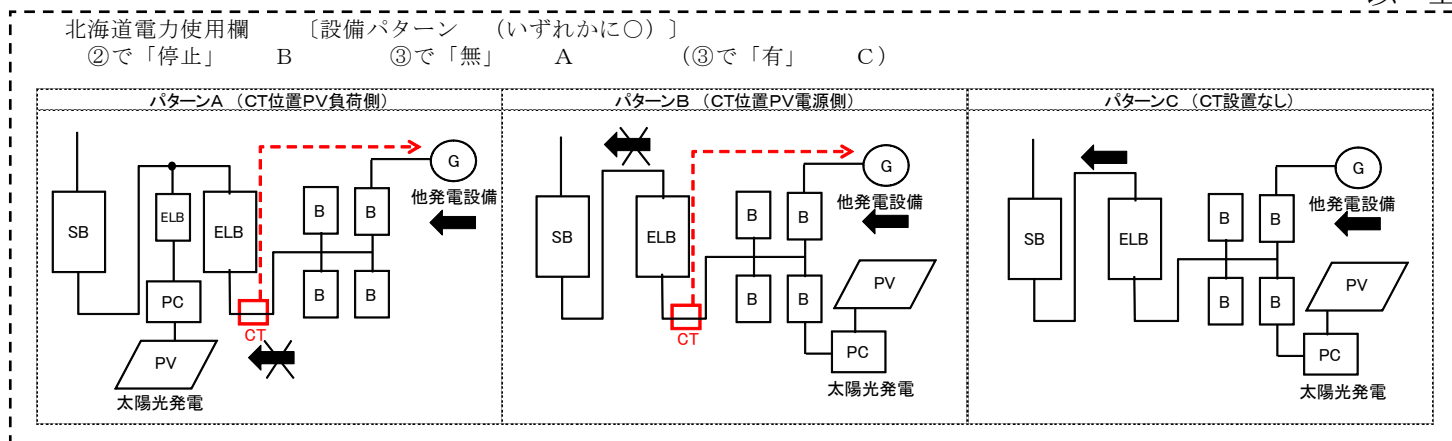 北海道電力使用欄 〔設備パターン (いずれかに○)〕
②で「停止」 B ③で「無」 A (③で「有」 C)
パターンA (CT位置PV負荷側)
SB
ELB
ELB
PC
PV
太陽光発電
CT
B
B
B
B
G
他発電設備
パターンB (CT位置PV電源側)
SB
ELB
CT
B
B
B
B
G
他発電設備
PV
PC
太陽光発電
パターンC (CT設置なし)
SB
ELB
B
B
B
B
G
他発電設備
PV
PC
太陽光発電